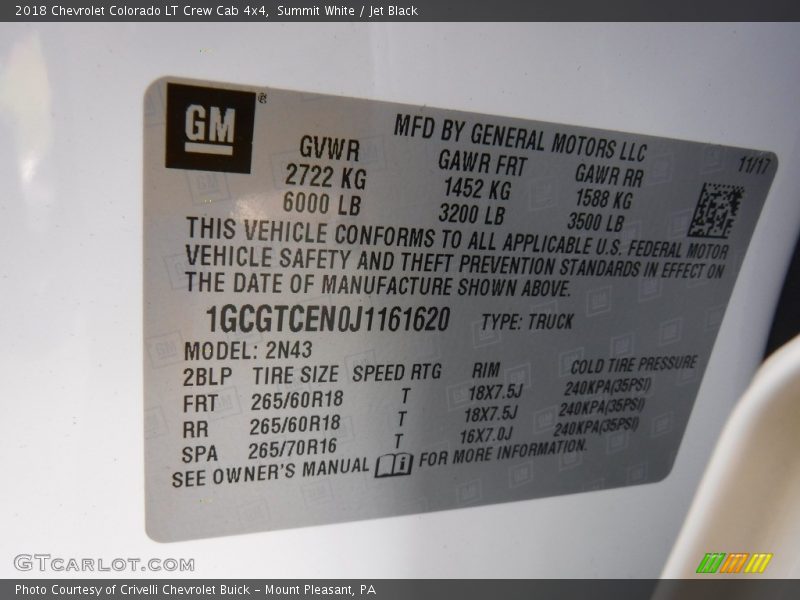 2018 Chevrolet Colorado LT Crew Cab 4x4,  Summit White / Jet Black
GM ®
MFD BY GENERAL MOTORS LLC
11/17
GVWR GAWR FRT GAWR RR
2722 KG 1452 KG 1588 KG
6000 LB 3200 LB 3500 LB
THIS VEHICLE CONFORMS TO ALL APPLICABLE U.S. FEDERAL MOTOR
VEHICLE SAFETY AND THEFT PREVENTION STANDARDS IN EFFECT ON
THE DATE OF MANUFACTURE SHOWN ABOVE.
1GCGTCEN0J1161620 TYPE: TRUCK
MODEL: 2N43
2BLP TIRE SIZE SPEED RTG RIM COLD TIRE PRESSURE
FRT 265/60R18 T 18X7.5J 240KPA(35PSI)
RR 265/60R18 T 18X7.5J 240KPA(35PSI)
SPA 265/70R16 T 16X7.0J 240KPA(35PSI)
SEE OWNER'S MANUAL FOR MORE INFORMATION.
GTCARLOT.COM
Photo Courtesy of Crivelli Chevrolet Buick – Mount Pleasant, PA